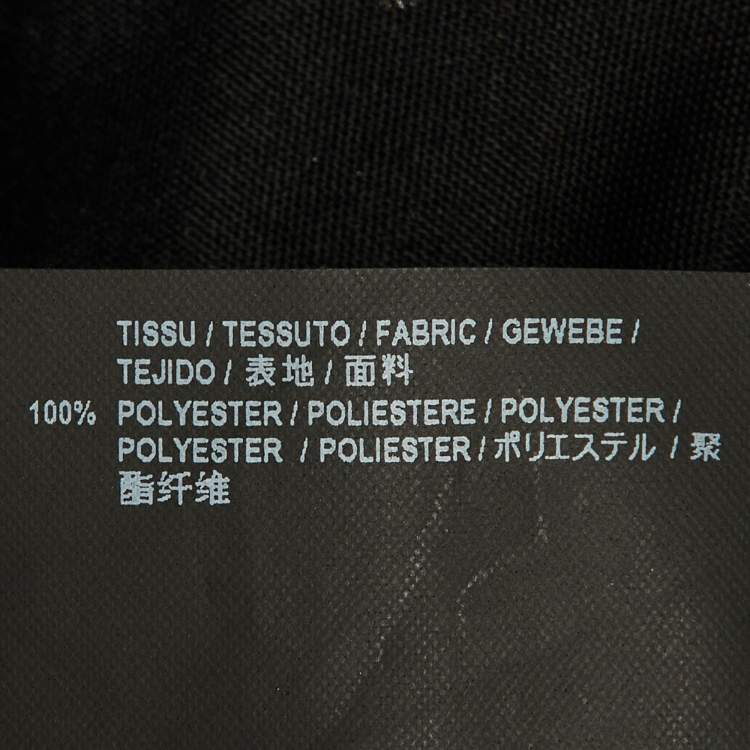 TISSU / TESSUTO / FABRIC / GEWEBE /
TEJIDO / 表地 / 面料
100% POLYESTER / POLIESTERE / POLYESTER /
POLYESTER / POLIESTER / ポリエステル / 聚
酯纤维